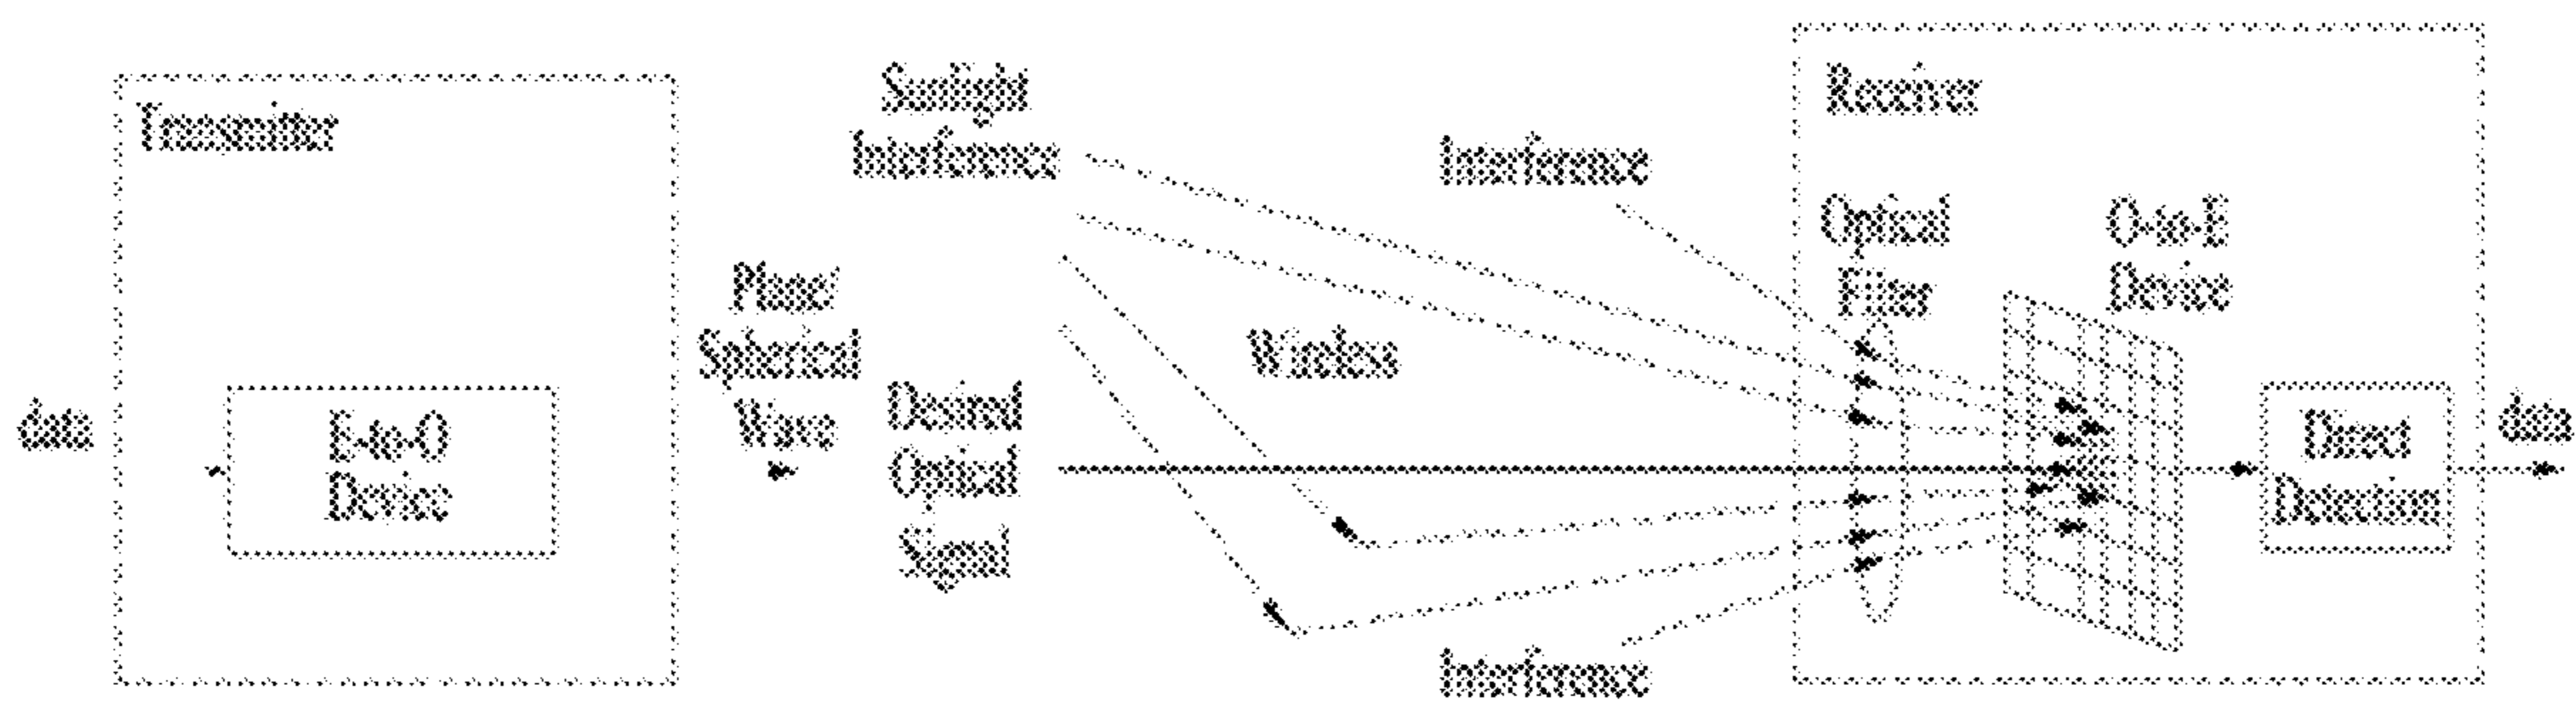 Transmitter
data
E-to-O
Device
Plane/
Spherical
Wave
Sunlight
Interference
Desired
Optical
Signal
Wireless
Interference
Interference
Receiver
Optical
Filter
O-to-E
Device
Direct
Detection
data